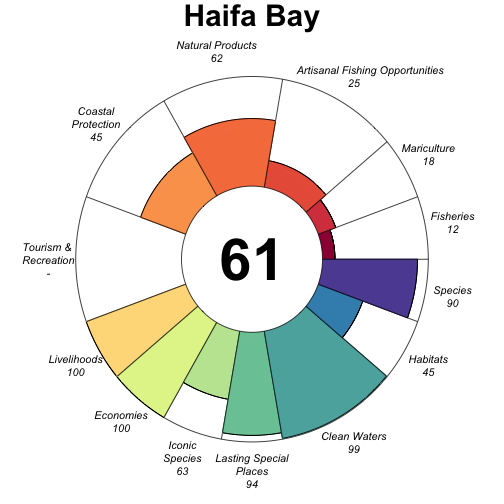 Haifa Bay
Natural Products
62
Artisanal Fishing Opportunities
25
Coastal
Protection
45
Mariculture
18
Fisheries
12
Tourism &
Recreation
-
61
Species
90
Livelihoods
100
Habitats
45
Economies
100
Clean Waters
99
Iconic
Species
63
Lasting Special
Places
94